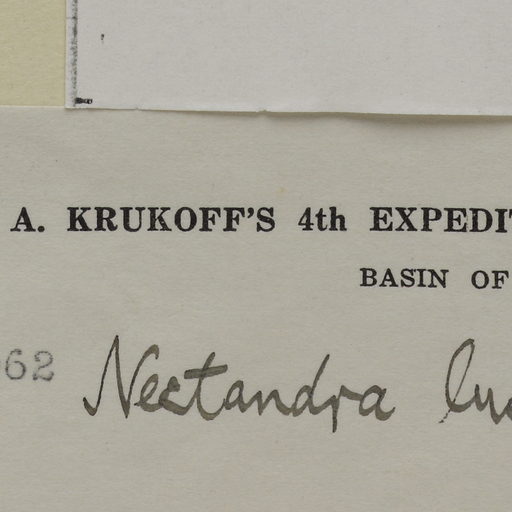 A. KRUKOFF'S 4th EXPEDIT
BASIN OF
62 Nectandra